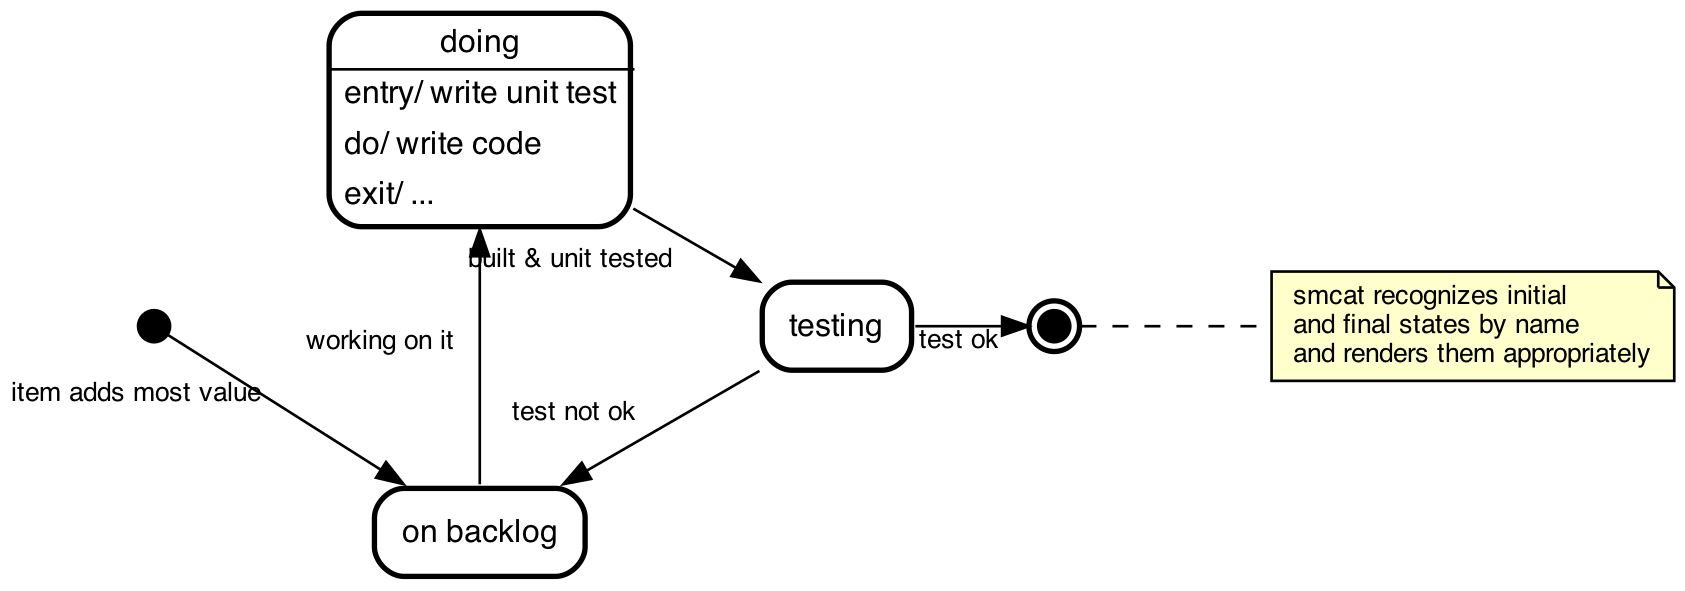 doing
entry/ write unit test
do/ write code
exit/ ...
built & unit tested
smcat recognizes initial
and final states by name
and renders them appropriately
testing
test ok
working on it
item adds most value
test not ok
on backlog